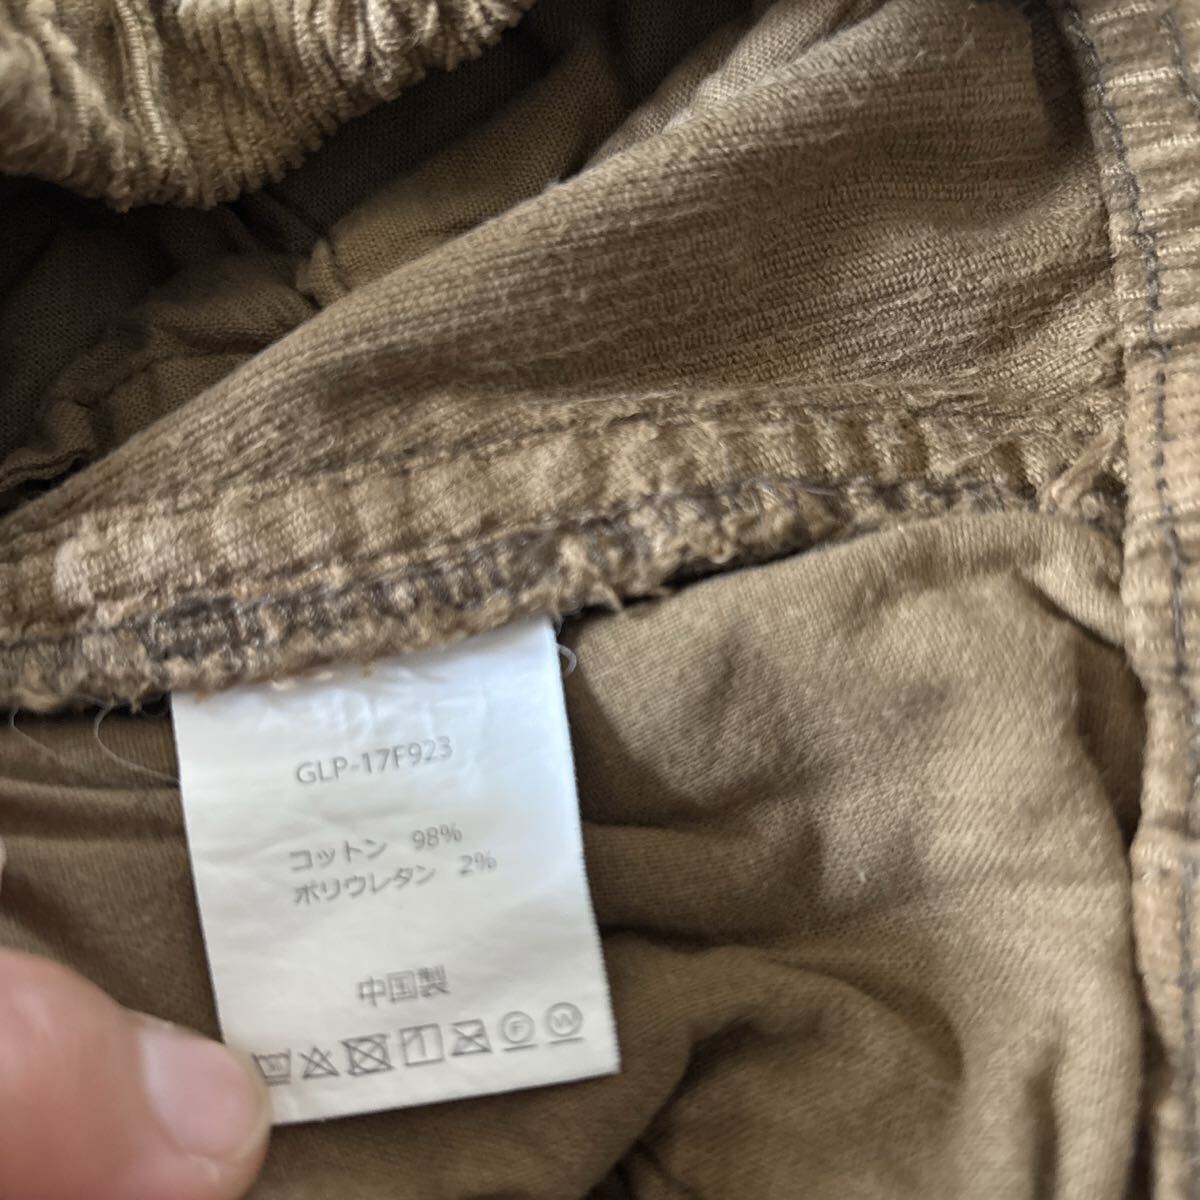 GLP-17F923
コットン 98%
ポリウレタン 2%
中国製
F W